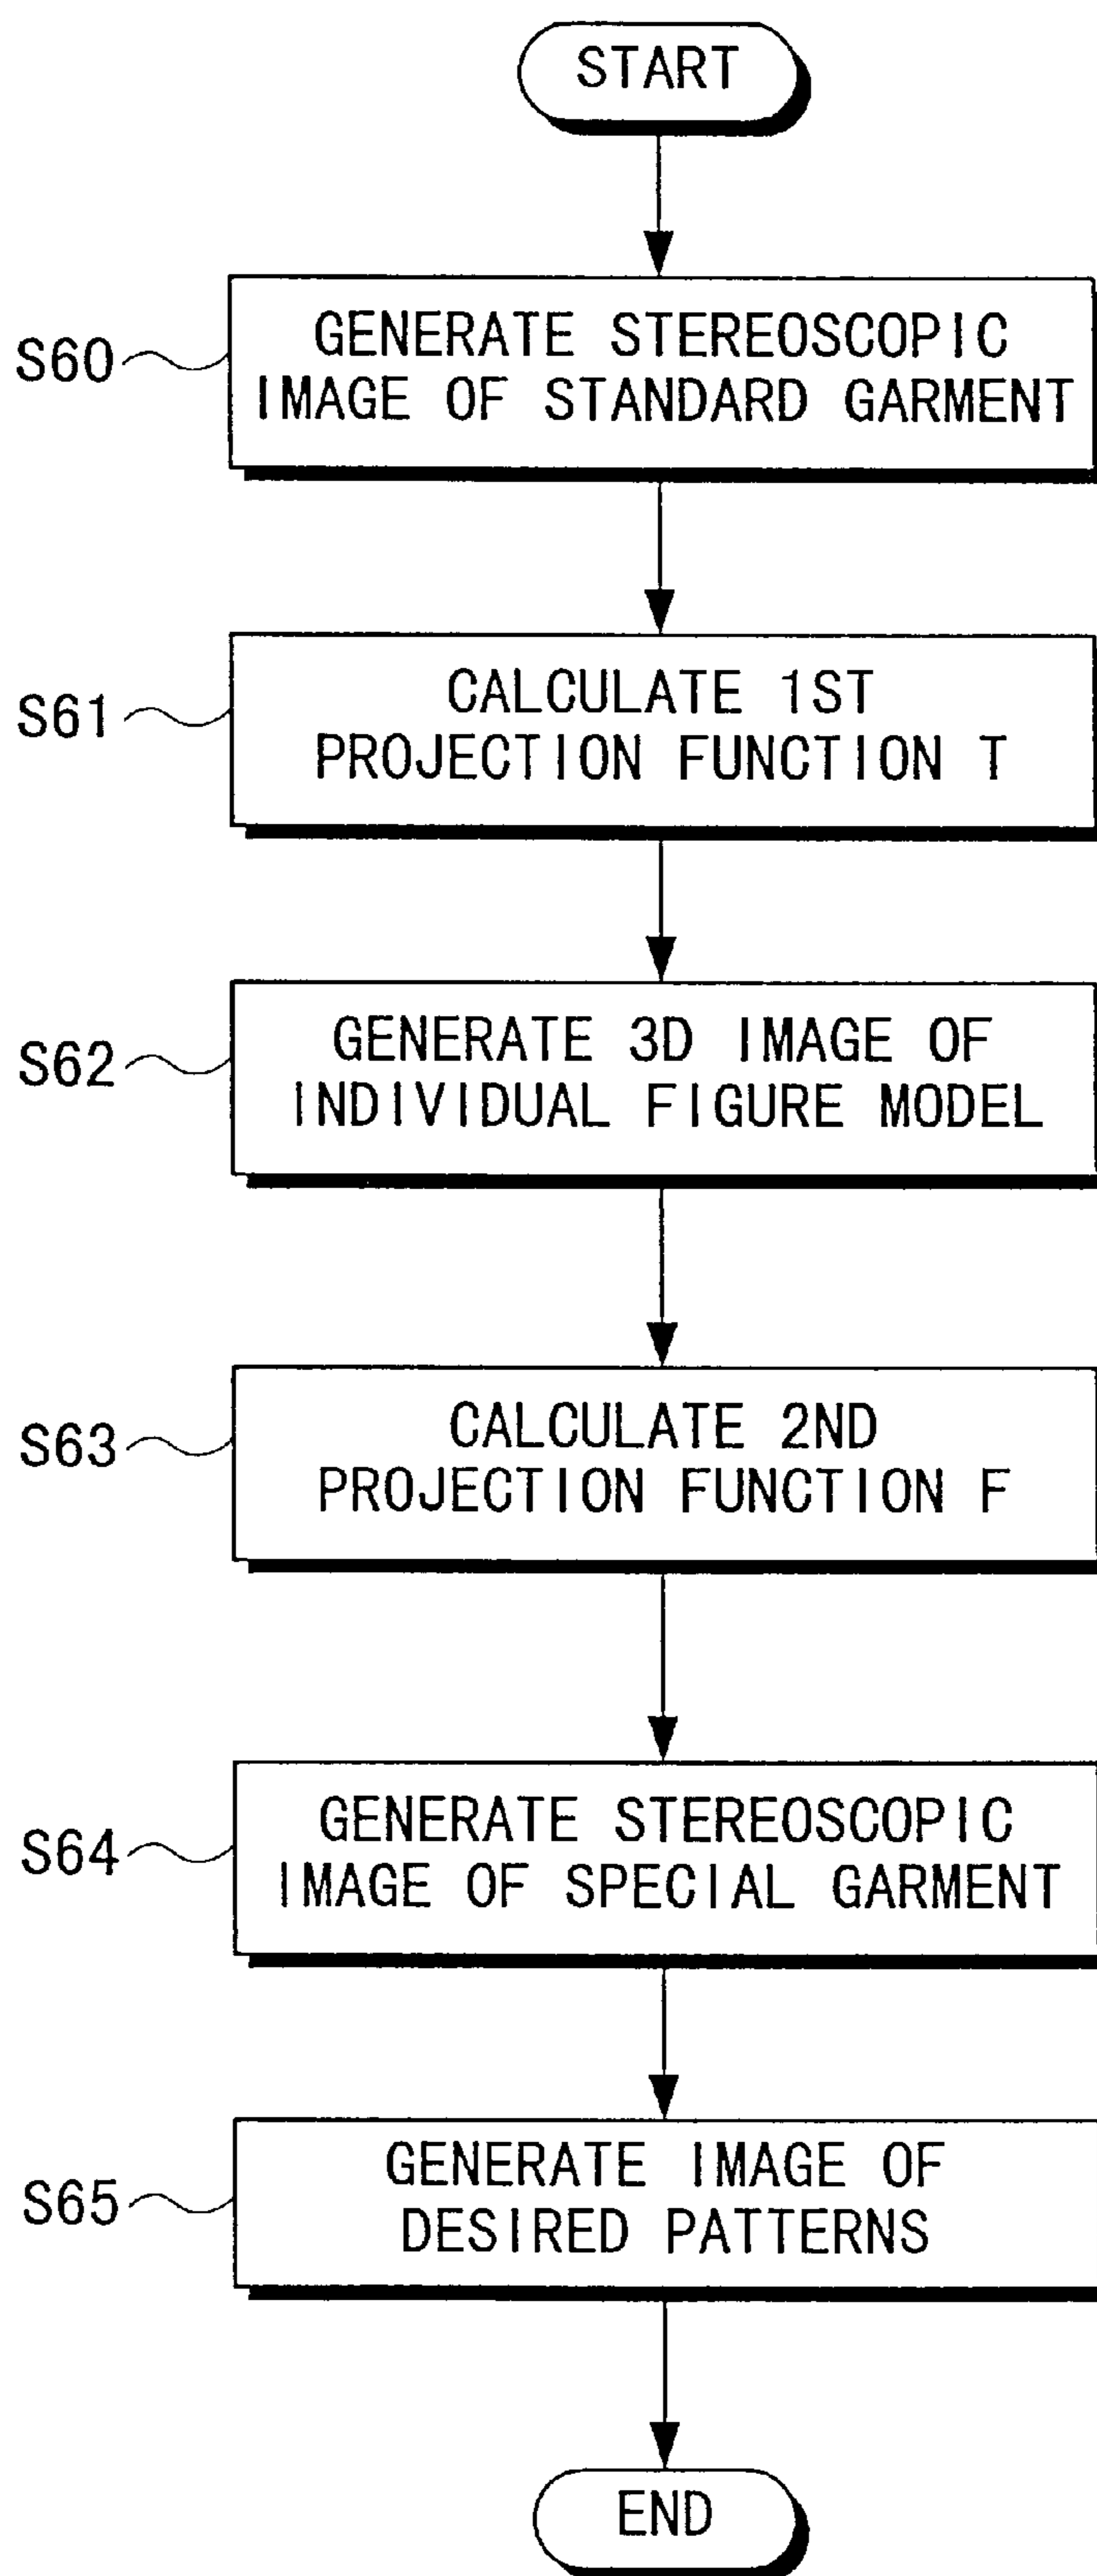 START
S60
GENERATE STEREOSCOPIC
IMAGE OF STANDARD GARMENT
S61
CALCULATE 1ST
PROJECTION FUNCTION T
S62
GENERATE 3D IMAGE OF
INDIVIDUAL FIGURE MODEL
S63
CALCULATE 2ND
PROJECTION FUNCTION F
S64
GENERATE STEREOSCOPIC
IMAGE OF SPECIAL GARMENT
S65
GENERATE IMAGE OF
DESIRED PATTERNS
END